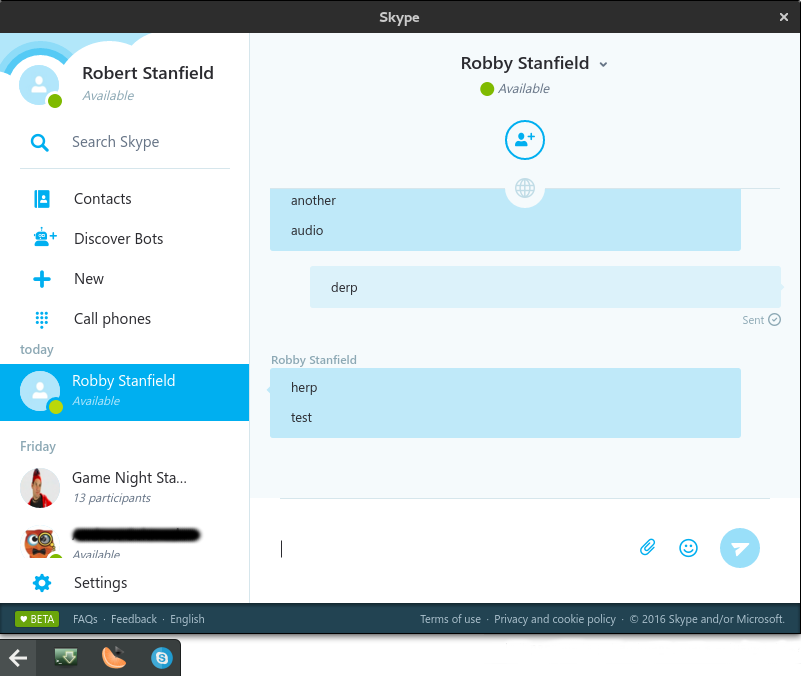 Skype
Robert Stanfield
Available
Search Skype
Contacts
Discover Bots
New
Call phones
today
Robby Stanfield
Available
Friday
Game Night Sta...
13 participants
Available
Settings
Robby Stanfield
Available
another
audio
derp
Sent
Robby Stanfield
herp
test
BETA FAQs · Feedback · English
Terms of use · Privacy and cookie policy · © 2016 Skype and/or Microsoft.